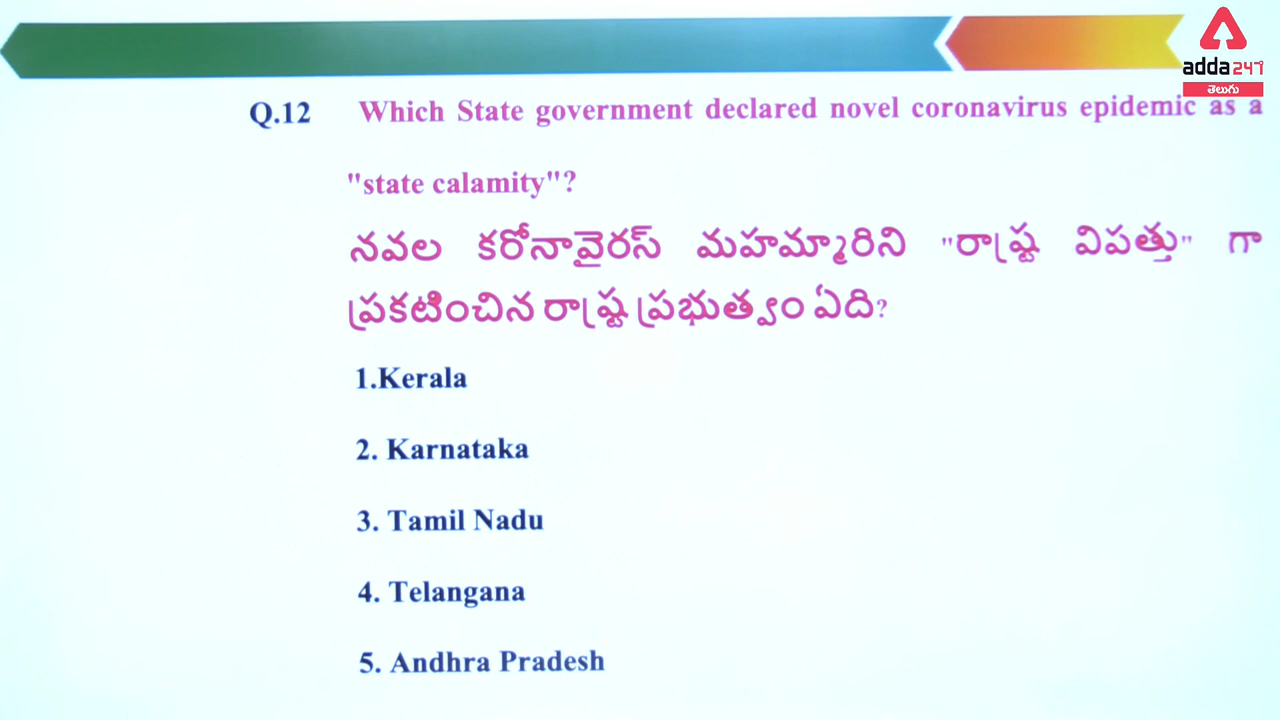 adda247
తెలుగు
Q.12 Which State government declared novel coronavirus epidemic as a
"state calamity"?
నవల కరోనావైరస్ మహమ్మారిని "రాష్ట్ర విపత్తు" గా
ప్రకటించిన రాష్ట్ర ప్రభుత్వం ఏది?
1.Kerala
2. Karnataka
3. Tamil Nadu
4. Telangana
5. Andhra Pradesh